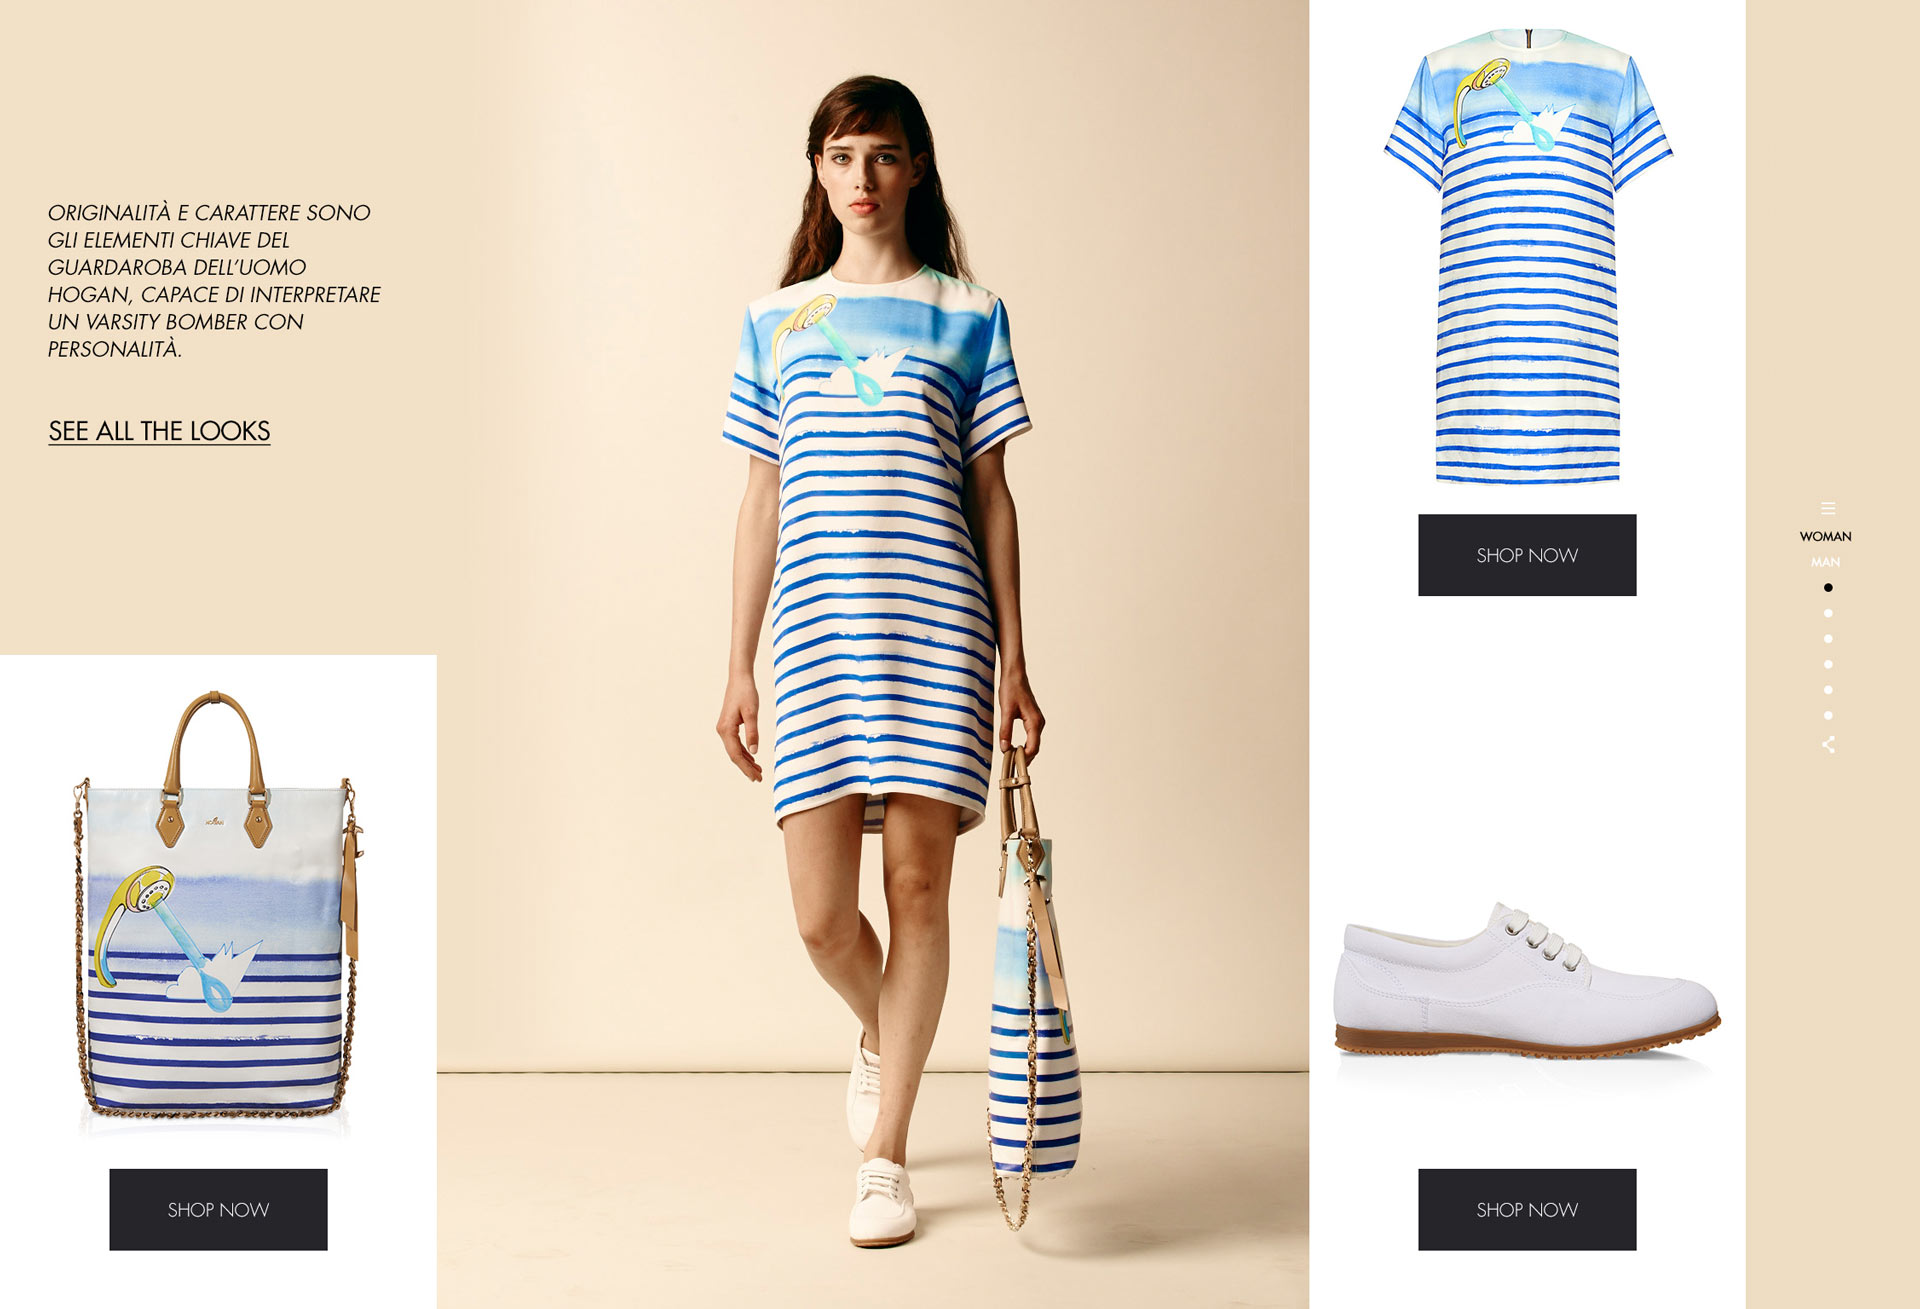 ORIGINALITÀ E CARATTERE SONO
GLI ELEMENTI CHIAVE DEL
GUARDAROBA DELL’UOMO
HOGAN, CAPACE DI INTERPRETARE
UN VARSITY BOMBER CON
PERSONALITÀ.
SEE ALL THE LOOKS
HOGAN
SHOP NOW
SHOP NOW
SHOP NOW
WOMAN
MAN